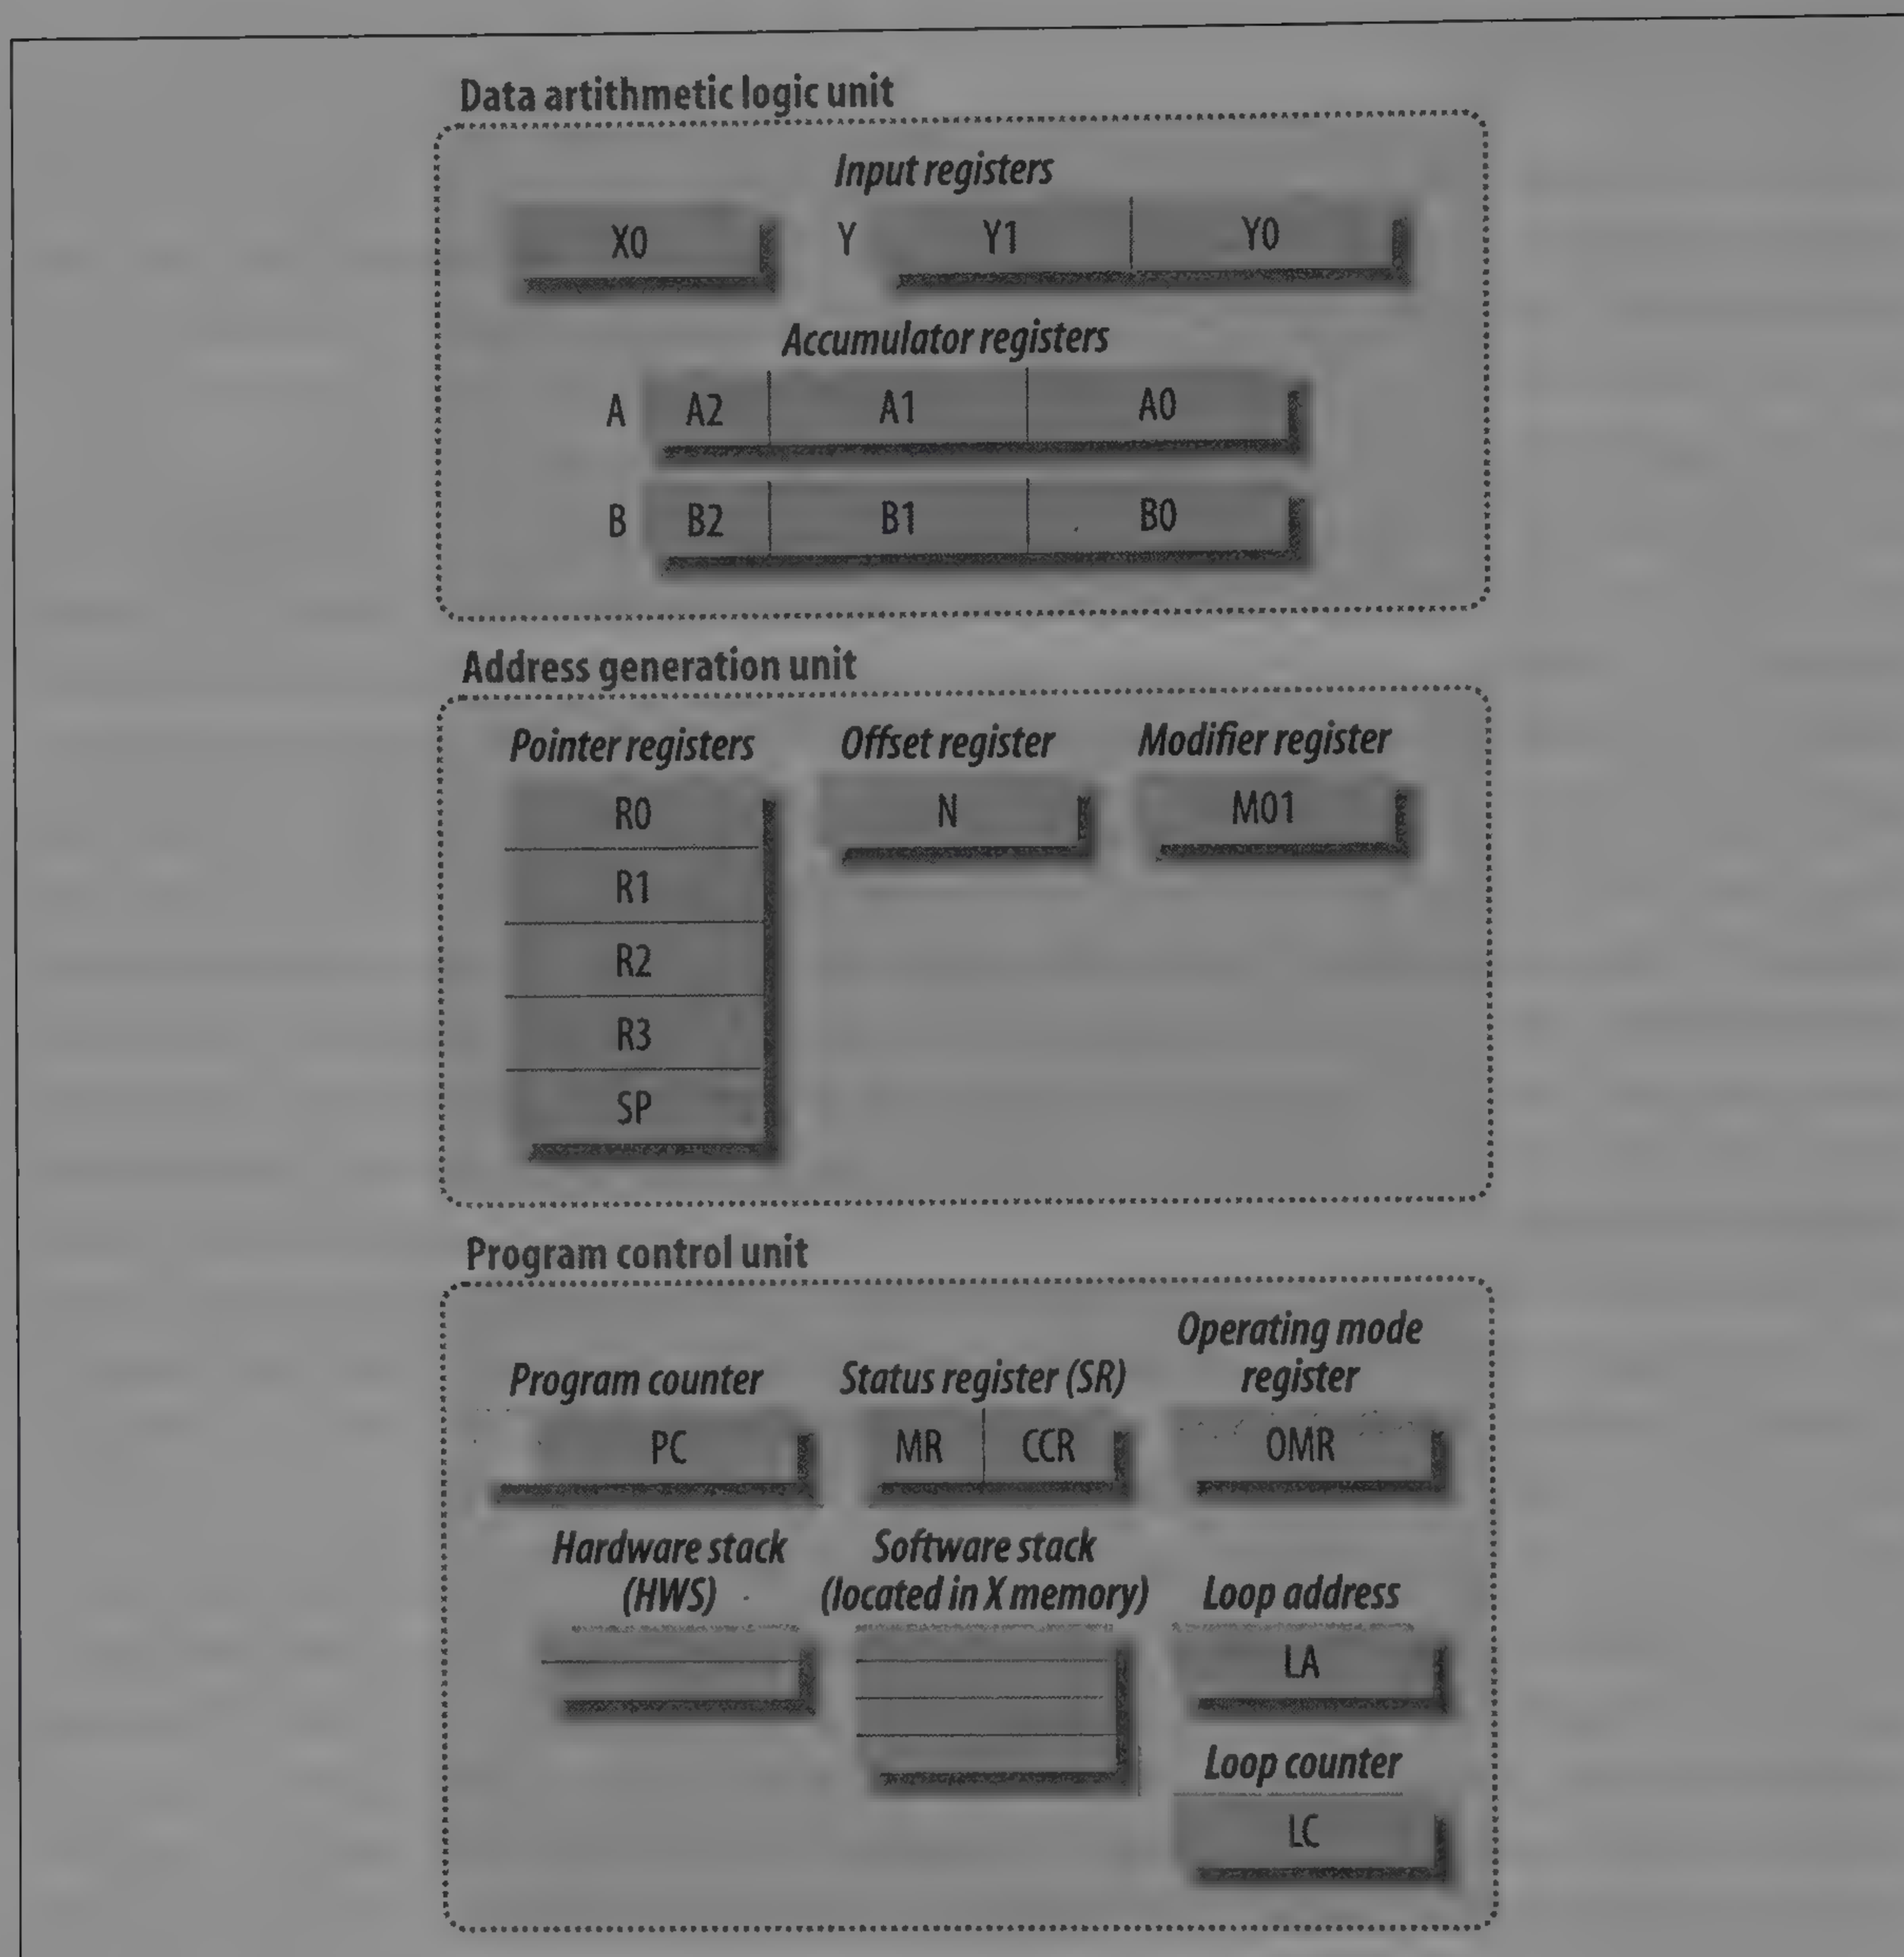 Data artithmetic logic unit
Input registers
X0 Y Y1 Y0
Accumulator registers
A A2 A1 A0
B B2 B1 B0
Address generation unit
Pointer registers Offset register Modifier register
R0 N M01
R1
R2
R3
SP
Program control unit
Operating mode
Program counter Status register (SR) register
PC MR CCR OMR
Hardware stack Software stack
(HWS) (located in X memory) Loop address
LA
Loop counter
LC